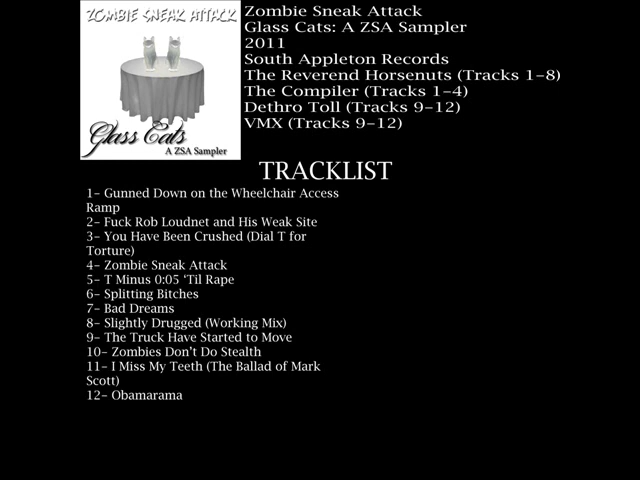 ZOMBIE SNEAK ATTACK
Glass Cats
A ZSA Sampler
Zombie Sneak Attack
Glass Cats: A ZSA Sampler
2011
South Appleton Records
The Reverend Horsenuts (Tracks 1-8)
The Compiler (Tracks 1-4)
Dethro Toll (Tracks 9-12)
VMX (Tracks 9-12)
TRACKLIST
1- Gunned Down on the Wheelchair Access
Ramp
2- Fuck Rob Loudnet and His Weak Site
3- You Have Been Crushed (Dial T for
Torture)
4- Zombie Sneak Attack
5- T Minus 0:05 ‘Til Rape
6- Splitting Bitches
7- Bad Dreams
8- Slightly Drugged (Working Mix)
9- The Truck Have Started to Move
10- Zombies Don’t Do Stealth
11- I Miss My Teeth (The Ballad of Mark
Scott)
12- Obamarama